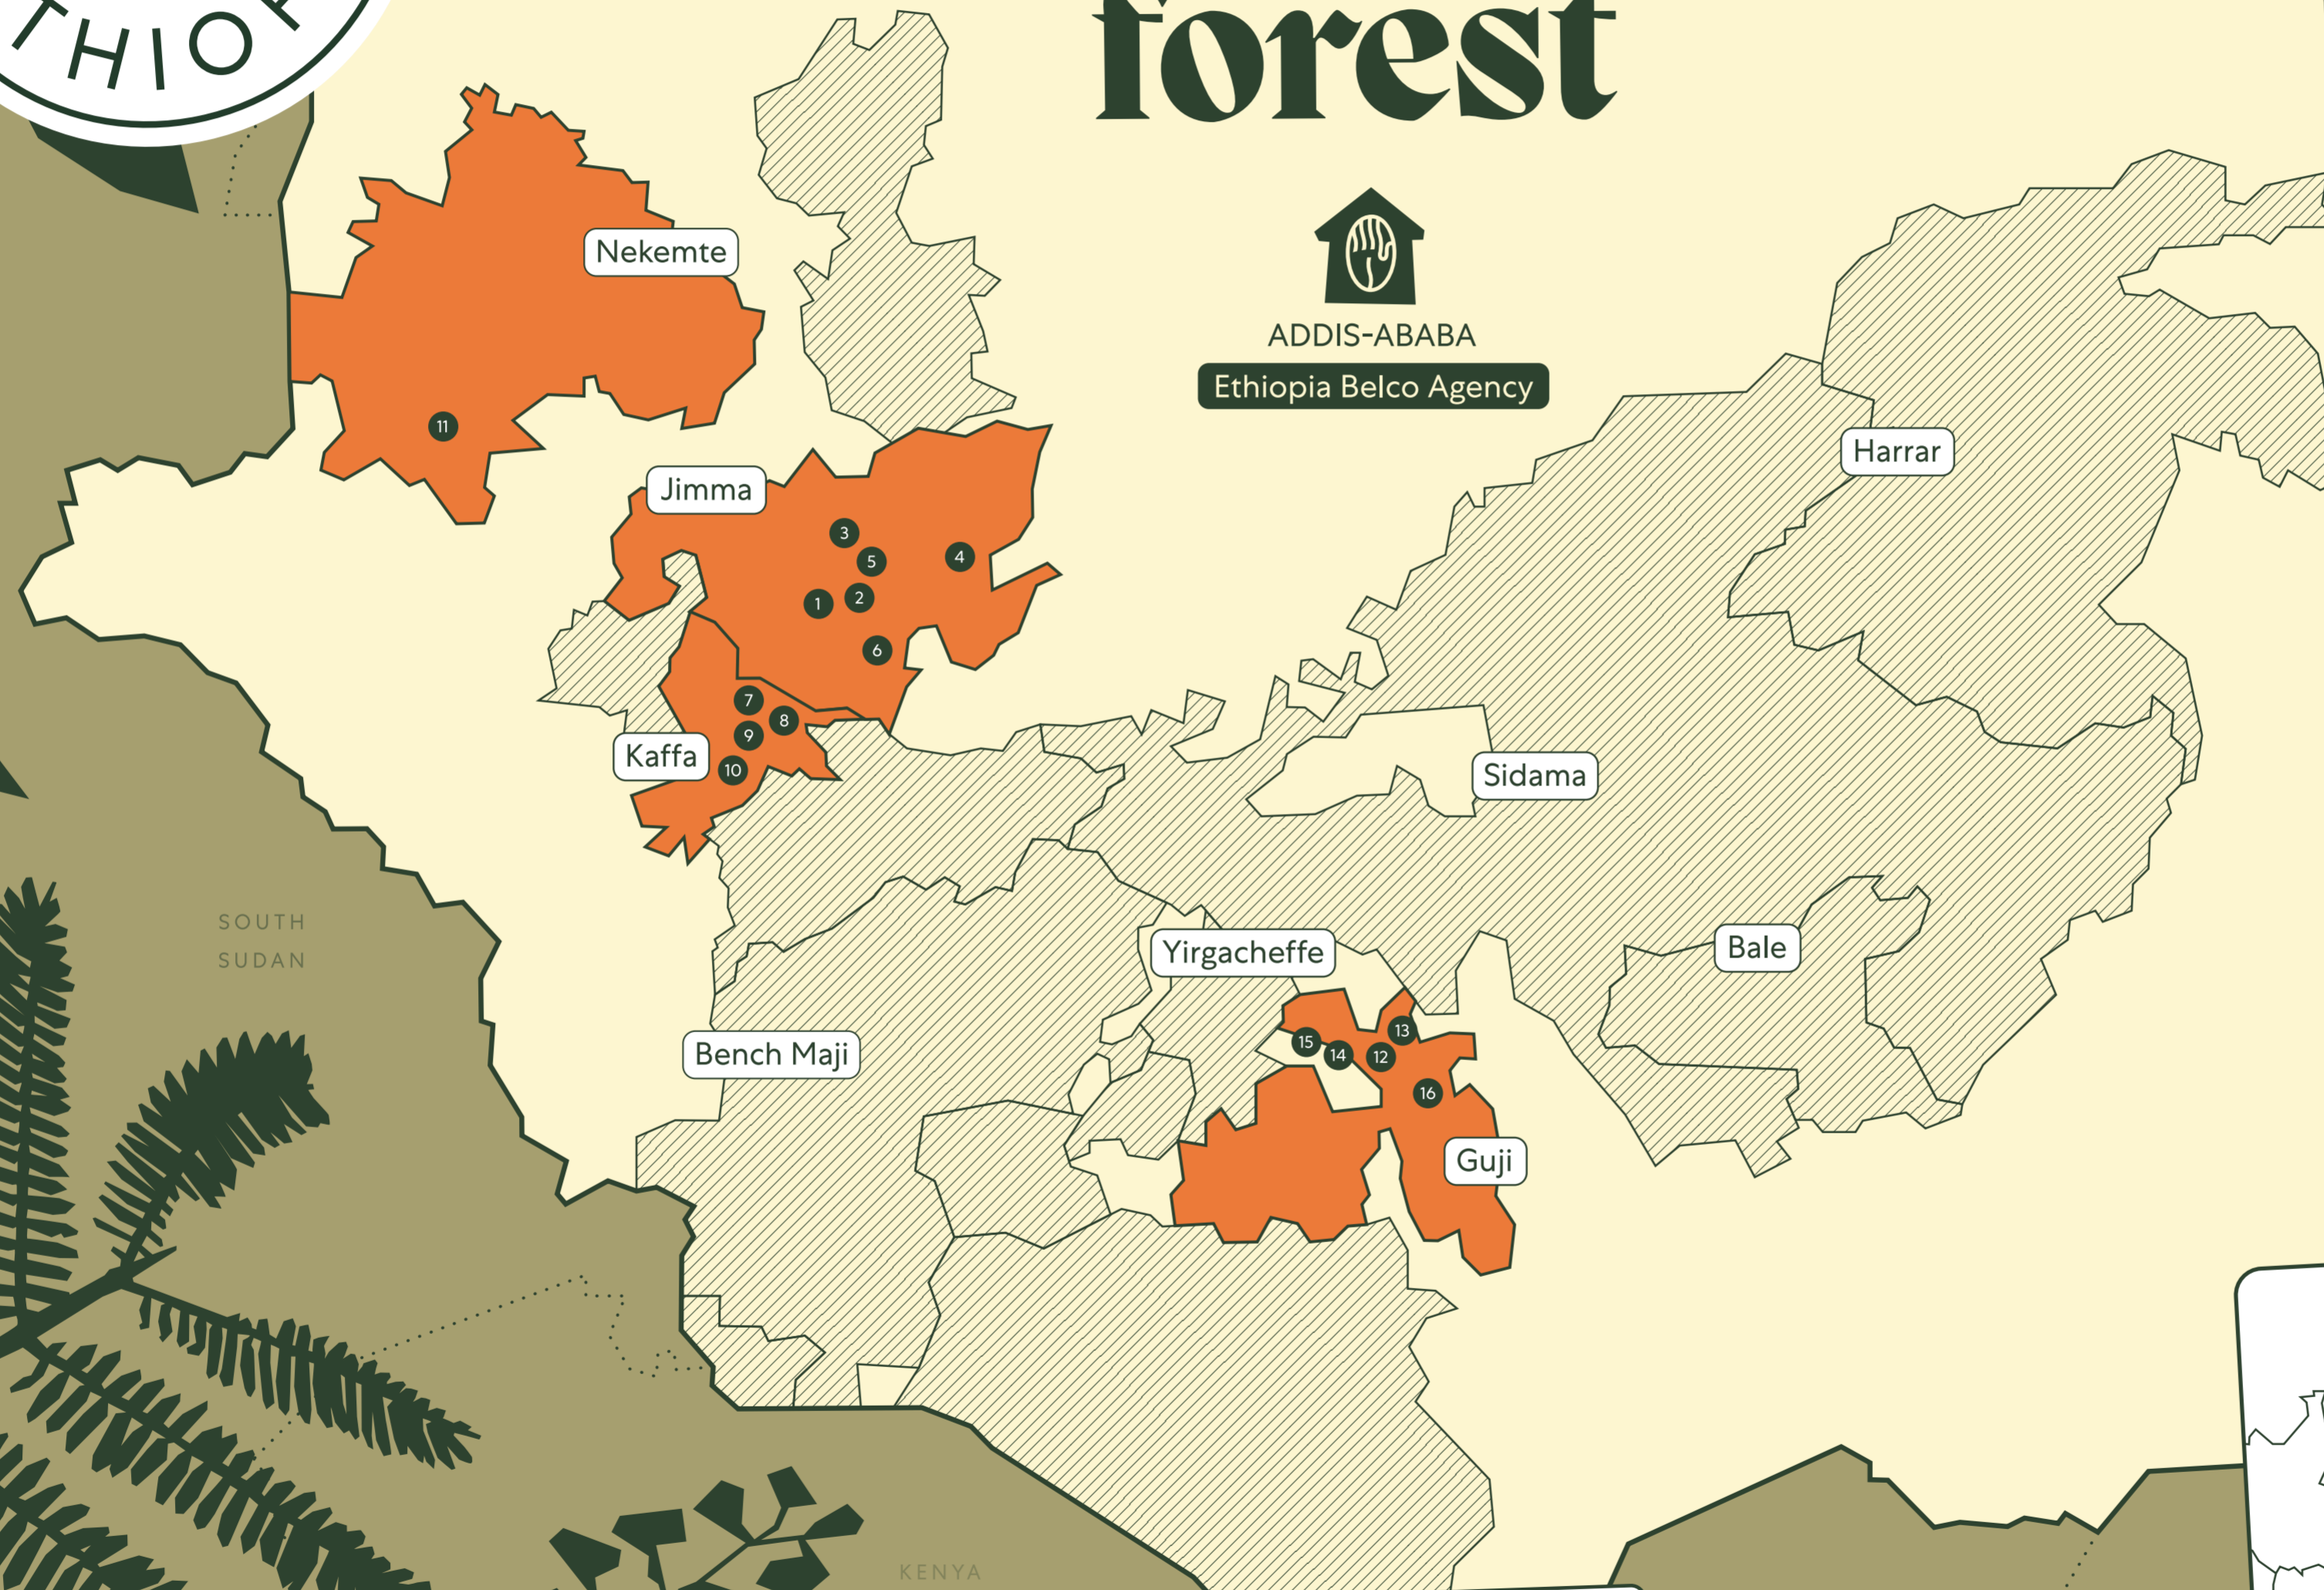 THIOP
forest
Nekemte
ADDIS-ABABA
Ethiopia Belco Agency
11
Jimma
Harrar
3
5
4
1
2
6
7
8
9
Kaffa
10
Sidama
SOUTH
SUDAN
Yirgacheffe
Bale
Bench Maji
15
14
12
13
16
Guji
KENYA